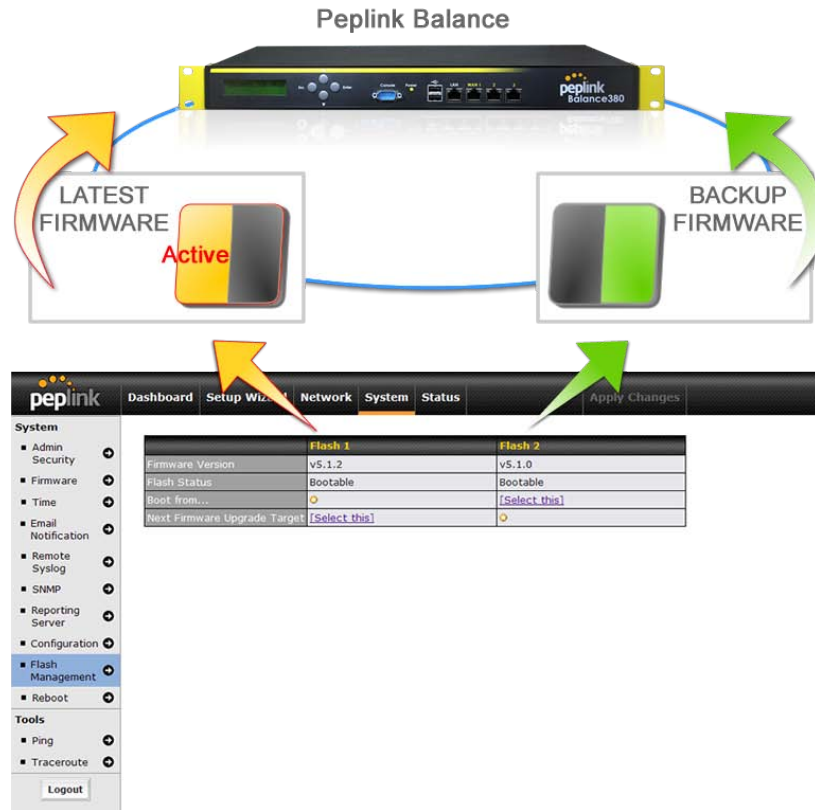 Peplink Balance
peplink
Balance380
LATEST
FIRMWARE
Active
BACKUP
FIRMWARE
peplink
Dashboard Setup Network System Status Apply Changes
System
Admin
Security
Firmware
Time
Email
Notification
Remote
Syslog
SNMP
Reporting
Server
Configuration
Flash
Management
Reboot
Tools
Ping
Traceroute
Logout
Flash 1 Flash 2
Firmware Version v5.1.2 v5.1.0
Flash Status Bootable Bootable
Boot from... [Select this]
Next Firmware Upgrade Target [Select this]